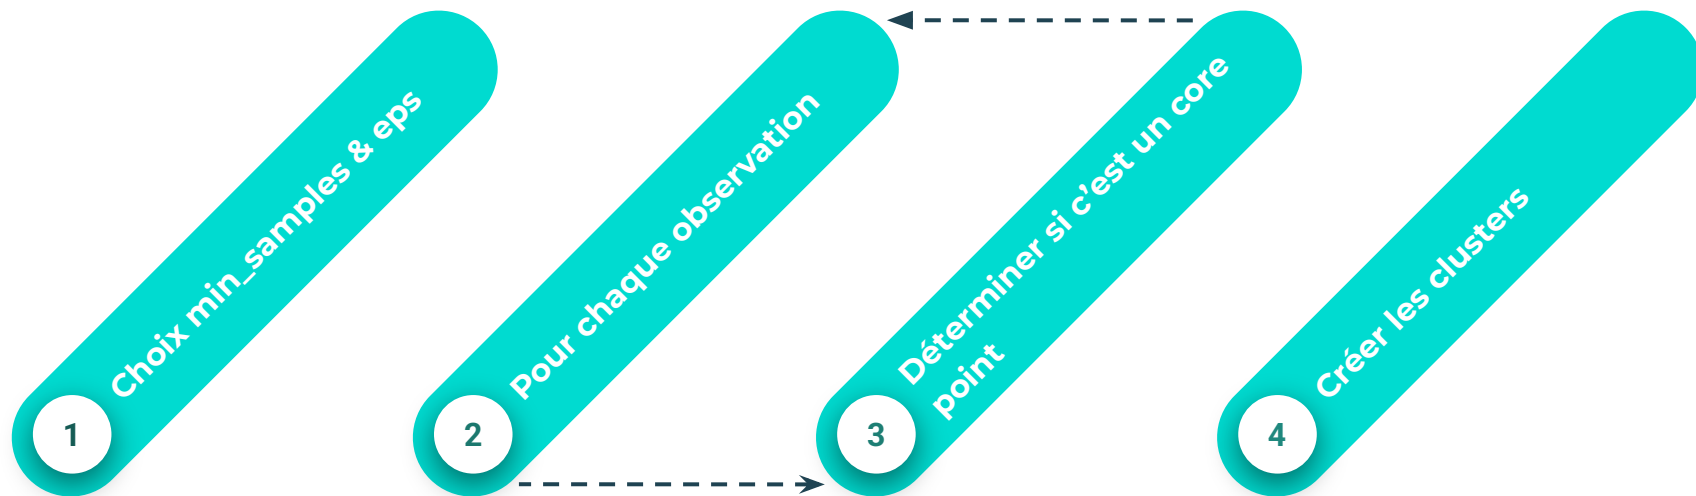 1
Choix min_samples & eps
2
Pour chaque observation
3
Déterminer si c’est un core
point
4
Créer les clusters